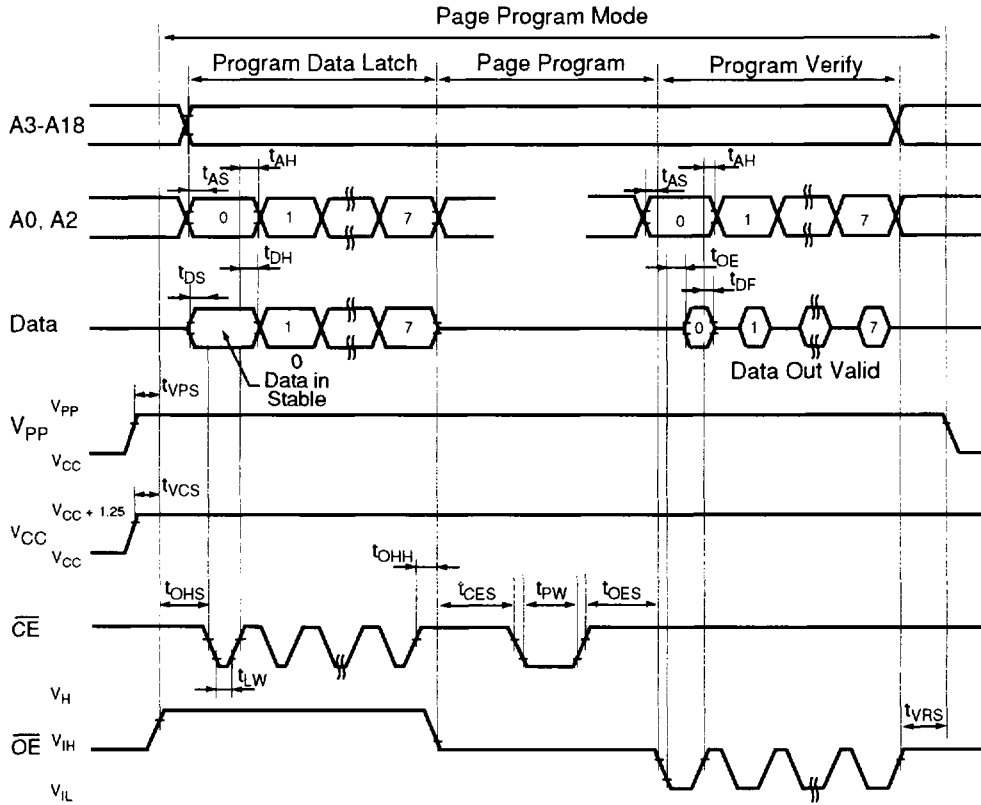 Page Program Mode
Program Data Latch Page Program Program Verify
A3-A18
tAH tAH
tAS tAS
A0, A2 0 1 7 0 1 7
tDH tOE
tDS tDF
Data 1 7 0 1 7
0
Data in
Stable
Data Out Valid
tVPS
VPP
VPP
VCC
tVCS
VCC + 1.25
VCC
VCC
tOHH
tOHS tCES tPW tOES
CE
tLW
VH
tVRS
OE VIH
VIL